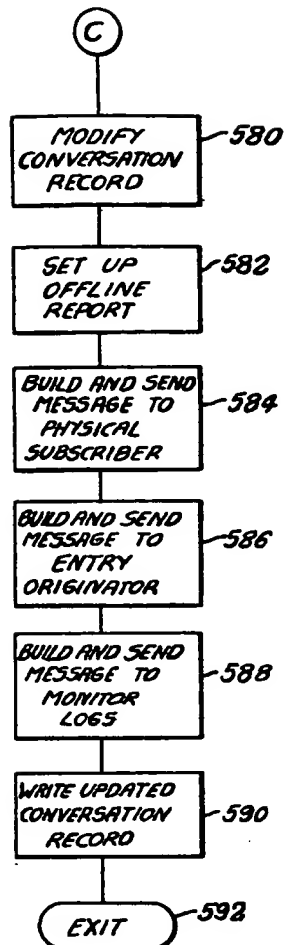 C
MODIFY
CONVERSATION
RECORD
580
SET UP
OFFLINE
REPORT
582
BUILD AND SEND
MESSAGE TO
PHYSICAL
SUBSCRIBER
584
BUILD AND SEND
MESSAGE TO
ENTRY
ORIGINATOR
586
BUILD AND SEND
MESSAGE TO
MONITOR
LOGS
588
WRITE UPDATED
CONVERSATION
RECORD
590
EXIT
592